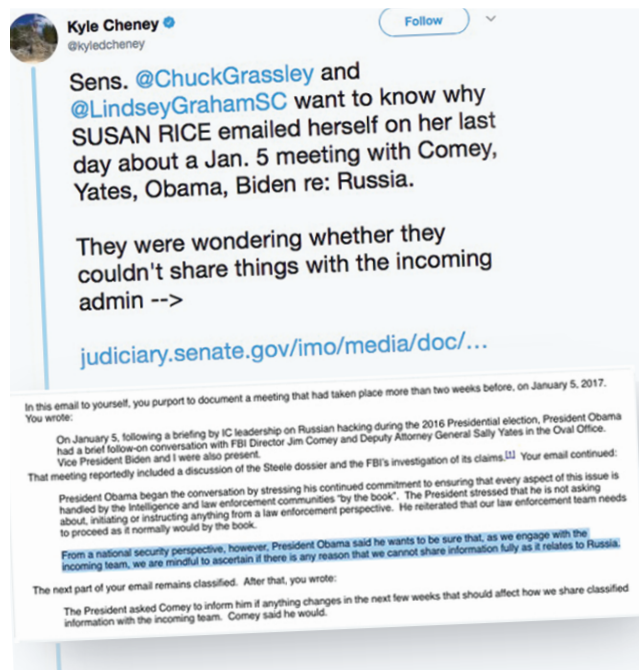 Kyle Cheney
@kyledcheney
Follow
Sens. @ChuckGrassley and
@LindseyGrahamSC want to know why
SUSAN RICE emailed herself on her last
day about a Jan. 5 meeting with Comey,
Yates, Obama, Biden re: Russia.
They were wondering whether they
couldn't share things with the incoming
admin -->
judiciary.senate.gov/imo/media/doc/...
In this email to yourself, you purport to document a meeting that had taken place more than two weeks before, on January 5, 2017.
You wrote:
On January 5, following a briefing by IC leadership on Russian hacking during the 2016 Presidential election, President Obama
had a brief follow-on conversation with FBI Director Jim Comey and Deputy Attorney General Sally Yates in the Oval Office.
Vice President Biden and I were also present.
That meeting reportedly included a discussion of the Steele dossier and the FBI's investigation of its claims.[1] Your email continued:
President Obama began the conversation by stressing his continued commitment to ensuring that every aspect of this issue is
handled by the Intelligence and law enforcement communities "by the book". The President stressed that he is not asking
about, initiating or instructing anything from a law enforcement perspective. He reiterated that our law enforcement team needs
to proceed as it normally would by the book.
From a national security perspective, however, President Obama said he wants to be sure that, as we engage with the
incoming team, we are mindful to ascertain if there is any reason that we cannot share information fully as it relates to Russia.
The next part of your email remains classified. After that, you wrote:
The President asked Comey to inform him if anything changes in the next few weeks that should affect how we share classified
information with the incoming team. Comey said he would.